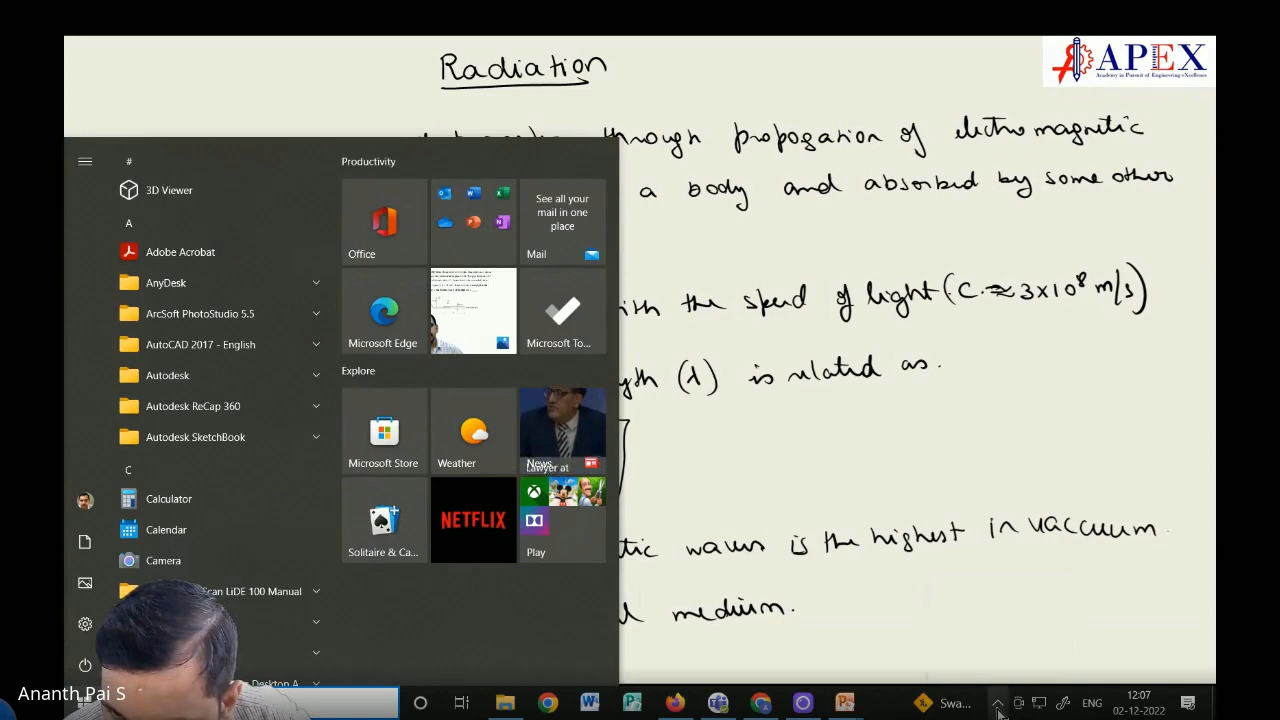 Radiation
APEX
Academy in Pursuit of Engineering eXcellence
through propogation of electromagnetic
a body and absorbed by some other
with the speed of light (C ≈ 3x10⁸ m/s)
(λ) is related as.
waves is the highest in vaccuum.
medium.
#
3D Viewer
A
Adobe Acrobat
AnyDesk
ArcSoft PhotoStudio 5.5
AutoCAD 2017 - English
Autodesk
Autodesk ReCap 360
Autodesk SketchBook
C
Calculator
Calendar
Camera
Scan LiDE 100 Manual
Desktop A
Productivity
Office
See all your mail in one place
Mail
Microsoft Edge
Microsoft To...
Explore
Microsoft Store
Weather
News
Lawyer at
Solitaire & Ca...
NETFLIX
Play
Ananth Pai S
Swa...
ENG
12:07
02-12-2022